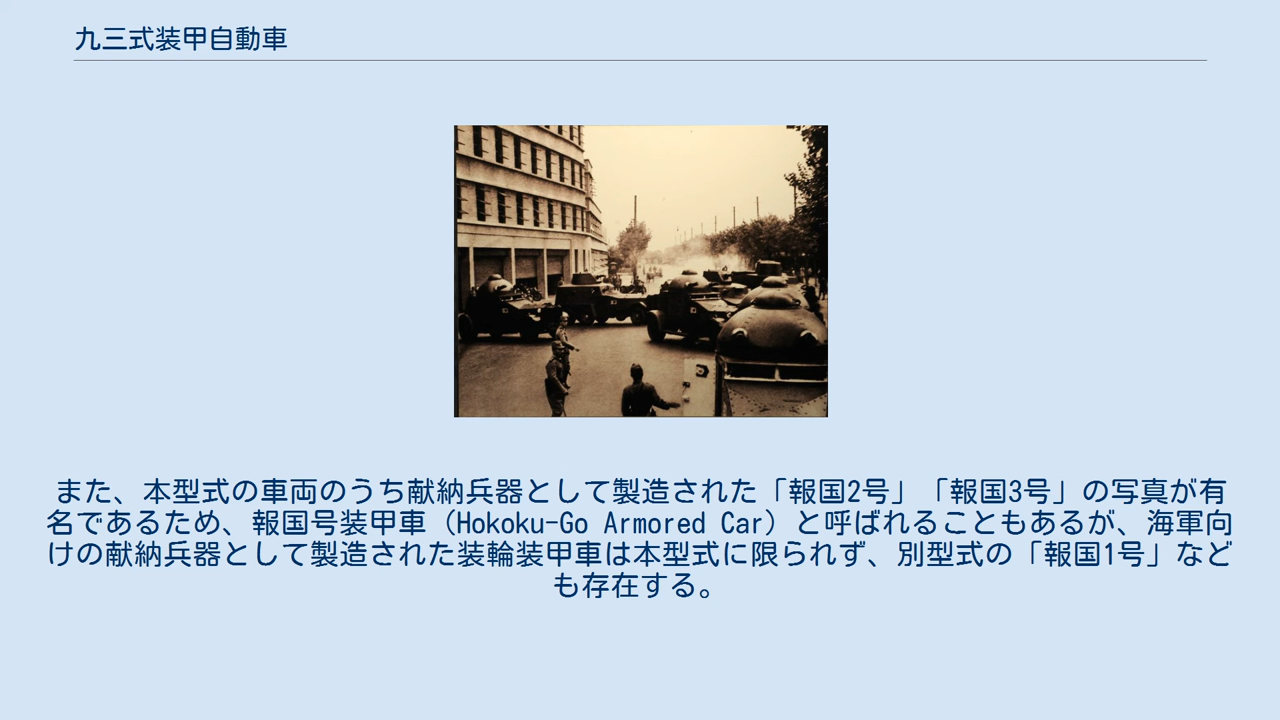 九三式装甲自動車
また、本型式の車両のうち献納兵器として製造された「報国2号」「報国3号」の写真が有
名であるため、報国号装甲車（Hokoku-Go Armored Car）と呼ばれることもあるが、海軍向
けの献納兵器として製造された装輪装甲車は本型式に限られず、別型式の「報国1号」など
も存在する。